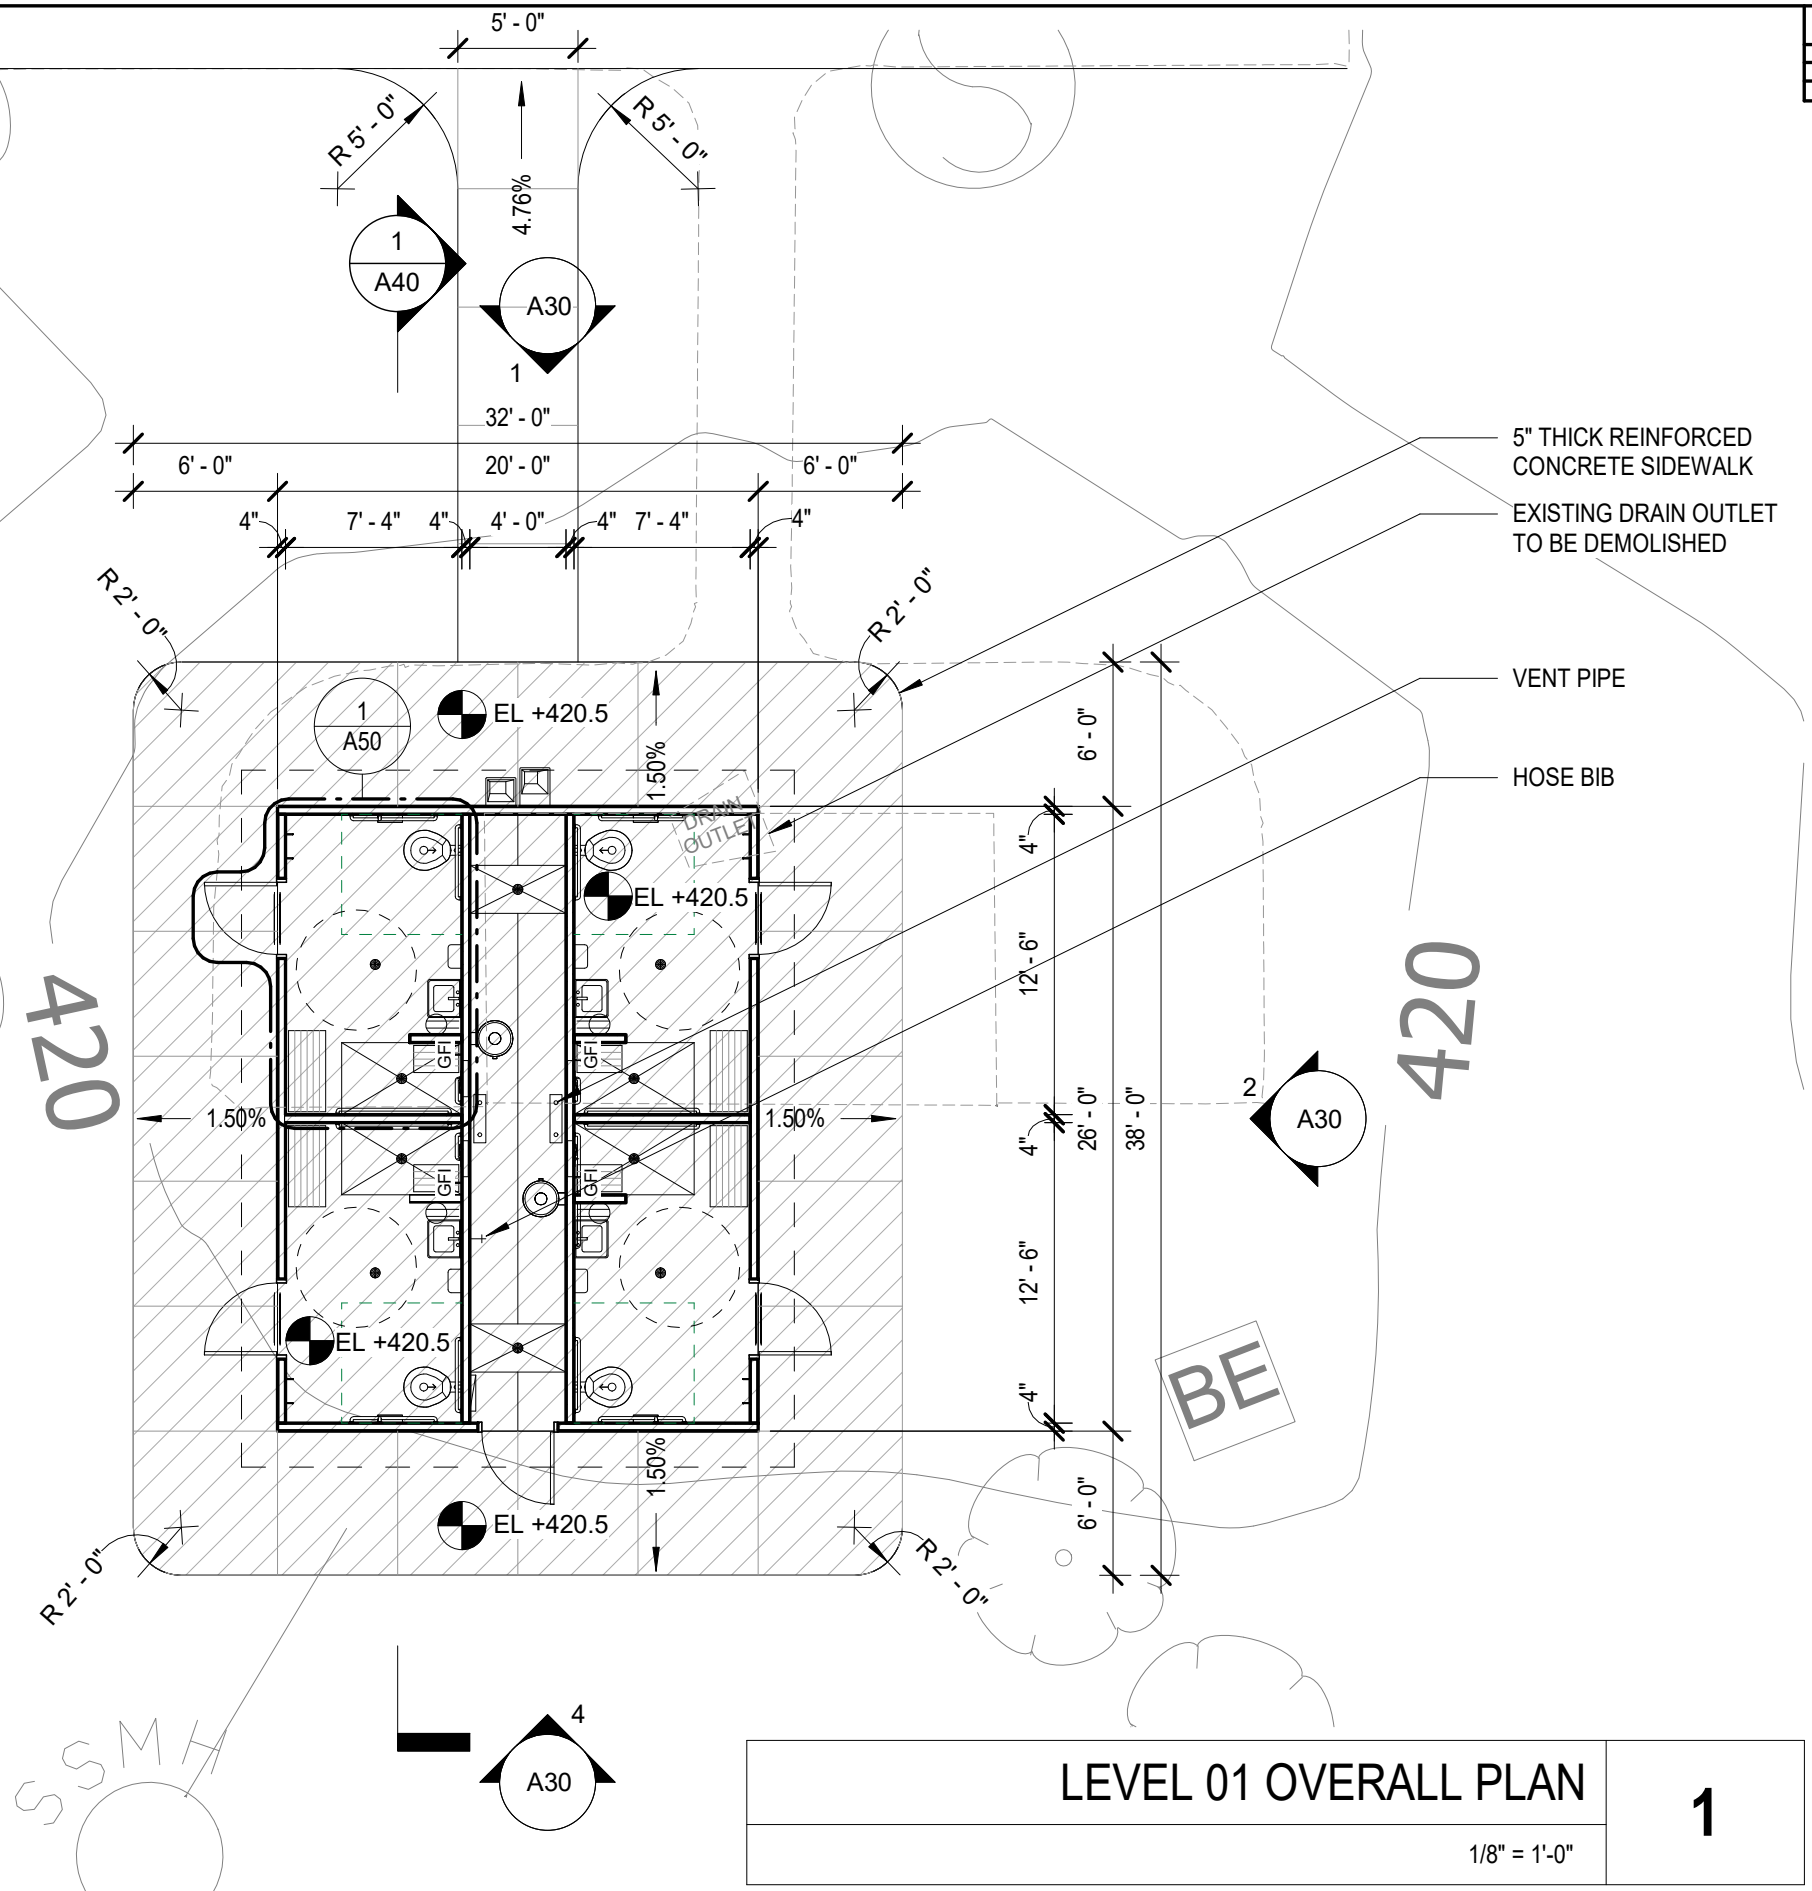 5' - 0"
R 5' - 0"
R 5' - 0"
4.76%
1
A40
A30
1
32' - 0"
6' - 0"
20' - 0"
6' - 0"
4"
7' - 4"
4"
4' - 0"
4"
7' - 4"
4"
5" THICK REINFORCED
CONCRETE SIDEWALK
EXISTING DRAIN OUTLET
TO BE DEMOLISHED
VENT PIPE
HOSE BIB
R 2' - 0"
R 2' - 0"
1
A50
EL +420.5
1.50%
6' - 0"
DRAIN
OUTLET
4"
EL +420.5
12' - 6"
420
420
GFI
GFI
1.50%
1.50%
4"
26' - 0"
38' - 0"
2
A30
GFI
GFI
12' - 6"
EL +420.5
4"
BE
1.50%
6' - 0"
EL +420.5
R 2' - 0"
R 2' - 0"
SSMH
4
A30
LEVEL 01 OVERALL PLAN
1
1/8" = 1'-0"